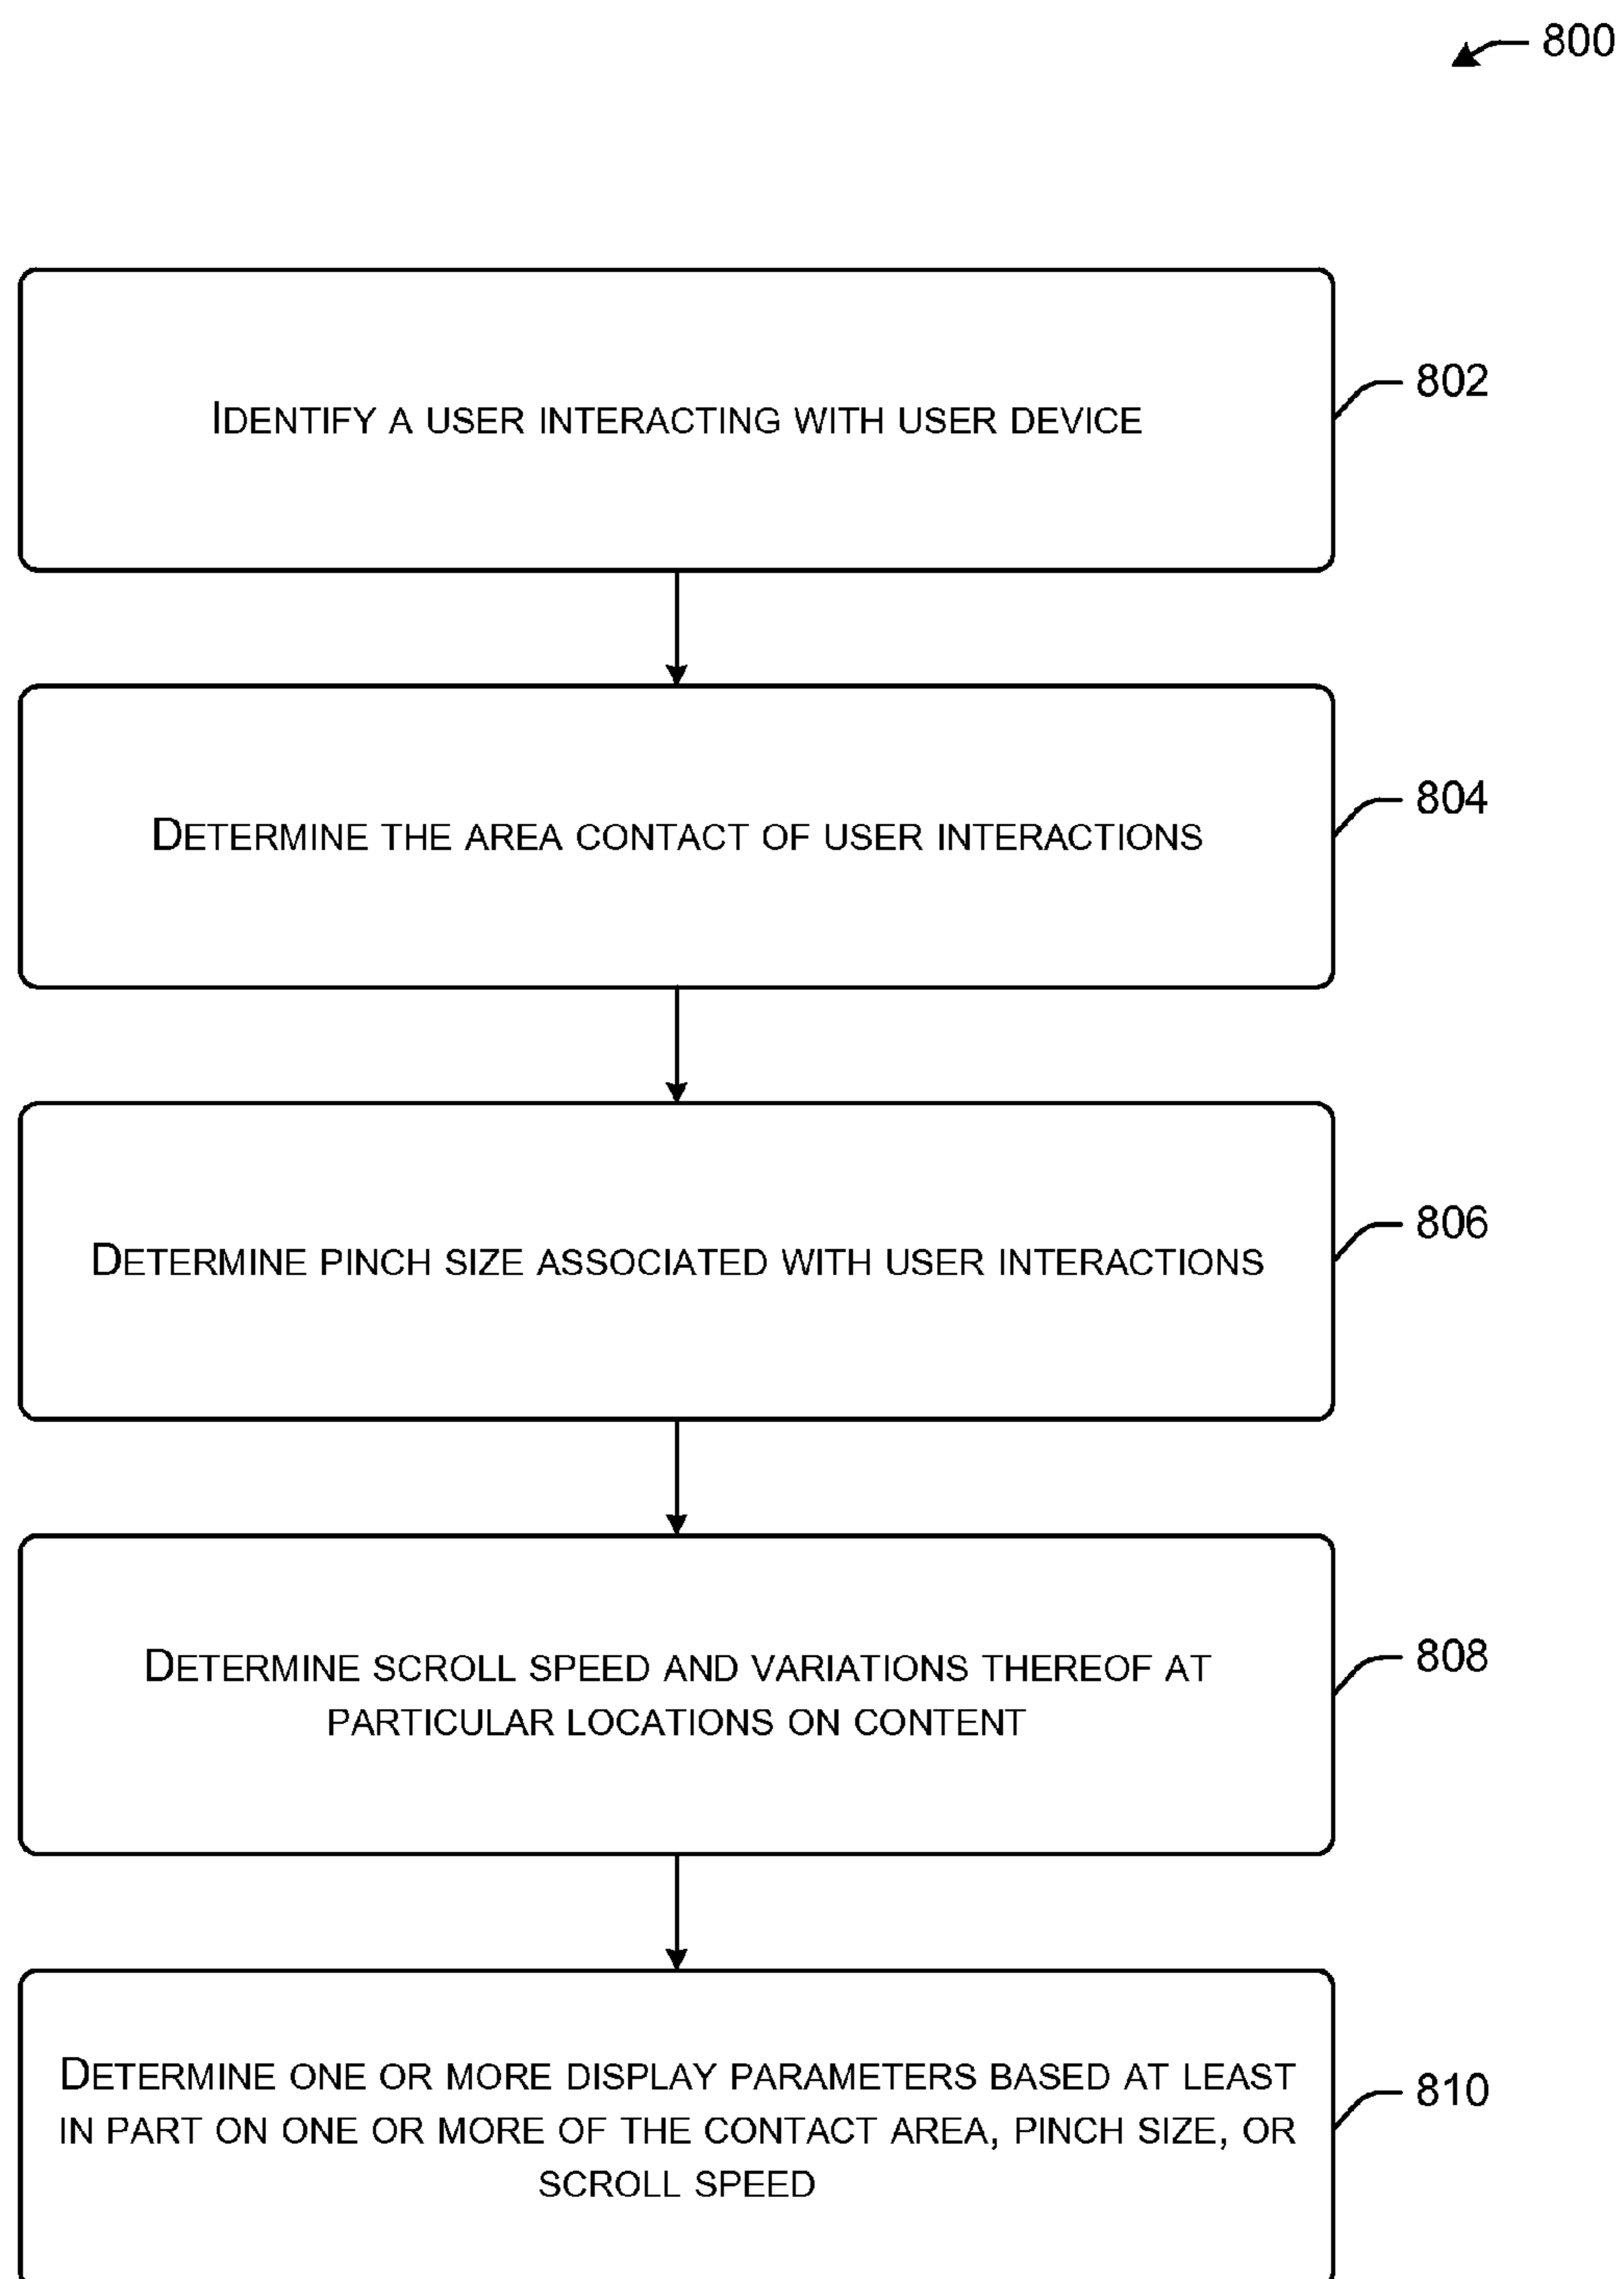 800
IDENTIFY A USER INTERACTING WITH USER DEVICE
802
DETERMINE THE AREA CONTACT OF USER INTERACTIONS
804
DETERMINE PINCH SIZE ASSOCIATED WITH USER INTERACTIONS
806
DETERMINE SCROLL SPEED AND VARIATIONS THEREOF AT
PARTICULAR LOCATIONS ON CONTENT
808
DETERMINE ONE OR MORE DISPLAY PARAMETERS BASED AT LEAST
IN PART ON ONE OR MORE OF THE CONTACT AREA, PINCH SIZE, OR
SCROLL SPEED
810